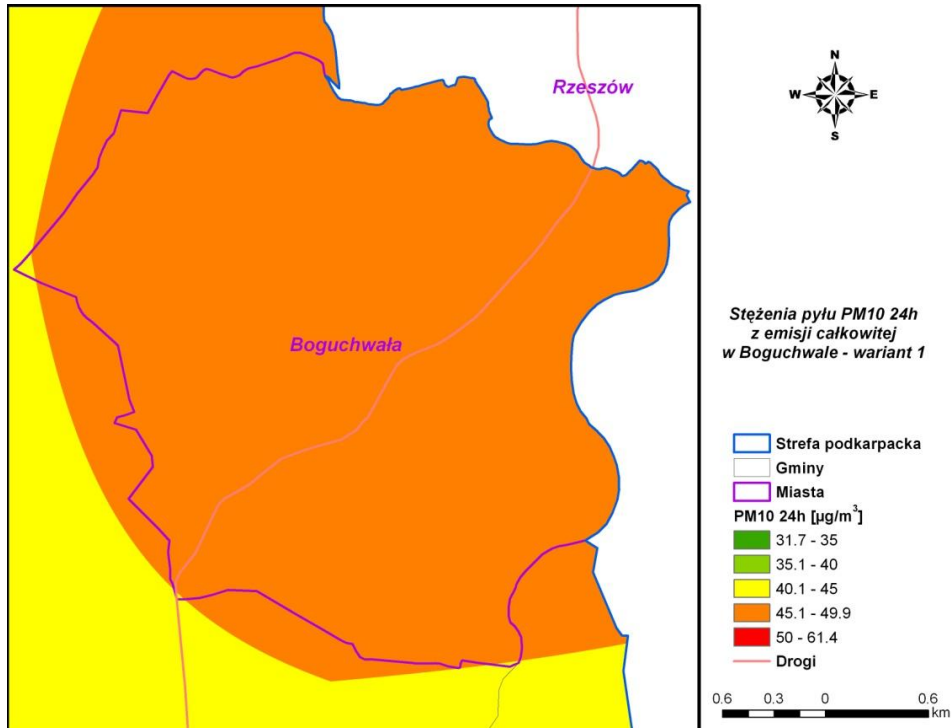 Rzeszów
Boguchwała
N
W E
S
Stężenia pyłu PM10 24h
z emisji całkowitej
w Boguchwale - wariant 1
Strefa podkarpacka
Gminy
Miasta
PM10 24h [µg/m³]
31.7 - 35
35.1 - 40
40.1 - 45
45.1 - 49.9
50 - 61.4
Drogi
0.6 0.3 0 0.6
km